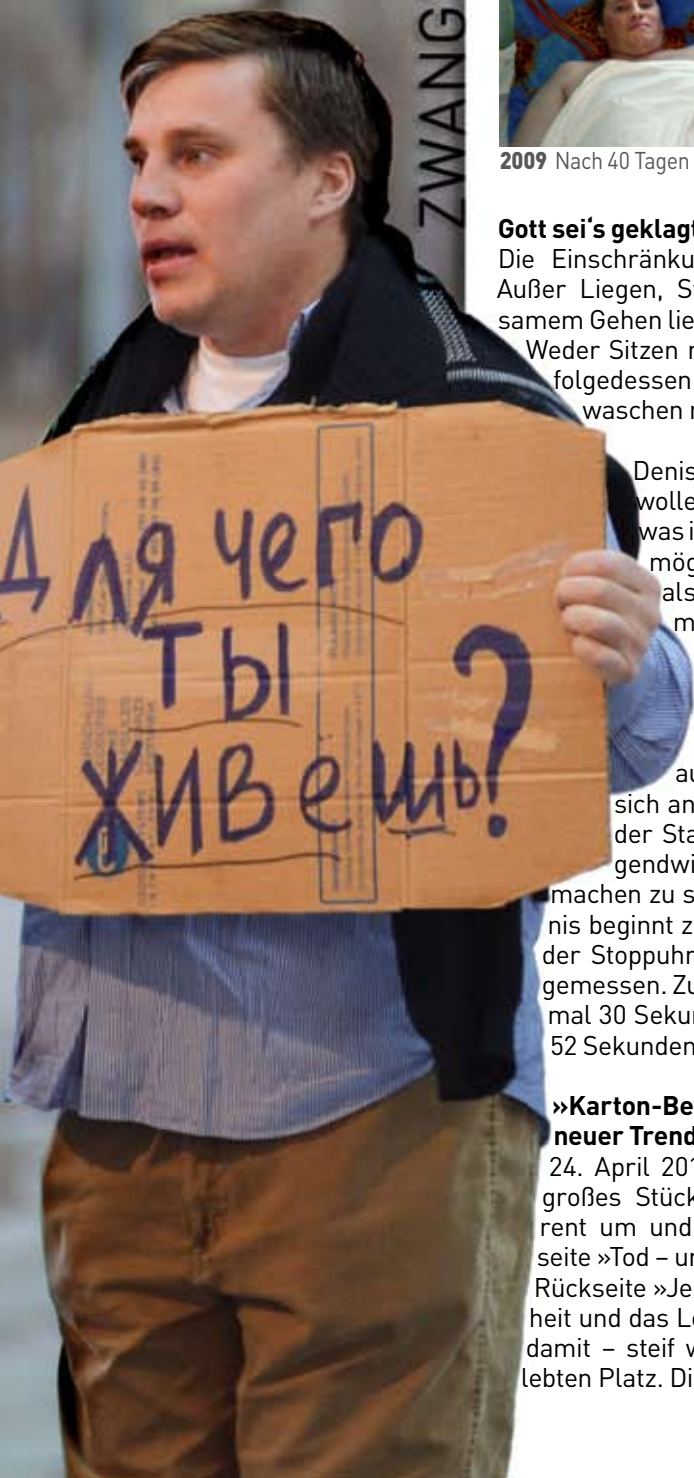 ZWANG
2009 Nach 40 Tagen
Gott sei's geklagt
Die Einschränku
Außer Liegen, St
samem Gehen lie
Weder Sitzen n
folgedessen
waschen n
Denis
wolle
was i
mög
als
m
au
sich an
der Sta
gendwi
machen zu s
nis beginnt z
der Stoppuhr
gemessen. Zu
mal 30 Sekun
52 Sekunden
»Karton-Be
neuer Trend
24. April 201
großes Stück
rent um und
seite »Tod – un
Rückseite »Je
heit und das Le
damit – steif w
lebten Platz. Di
Для чего
ты
живёшь?